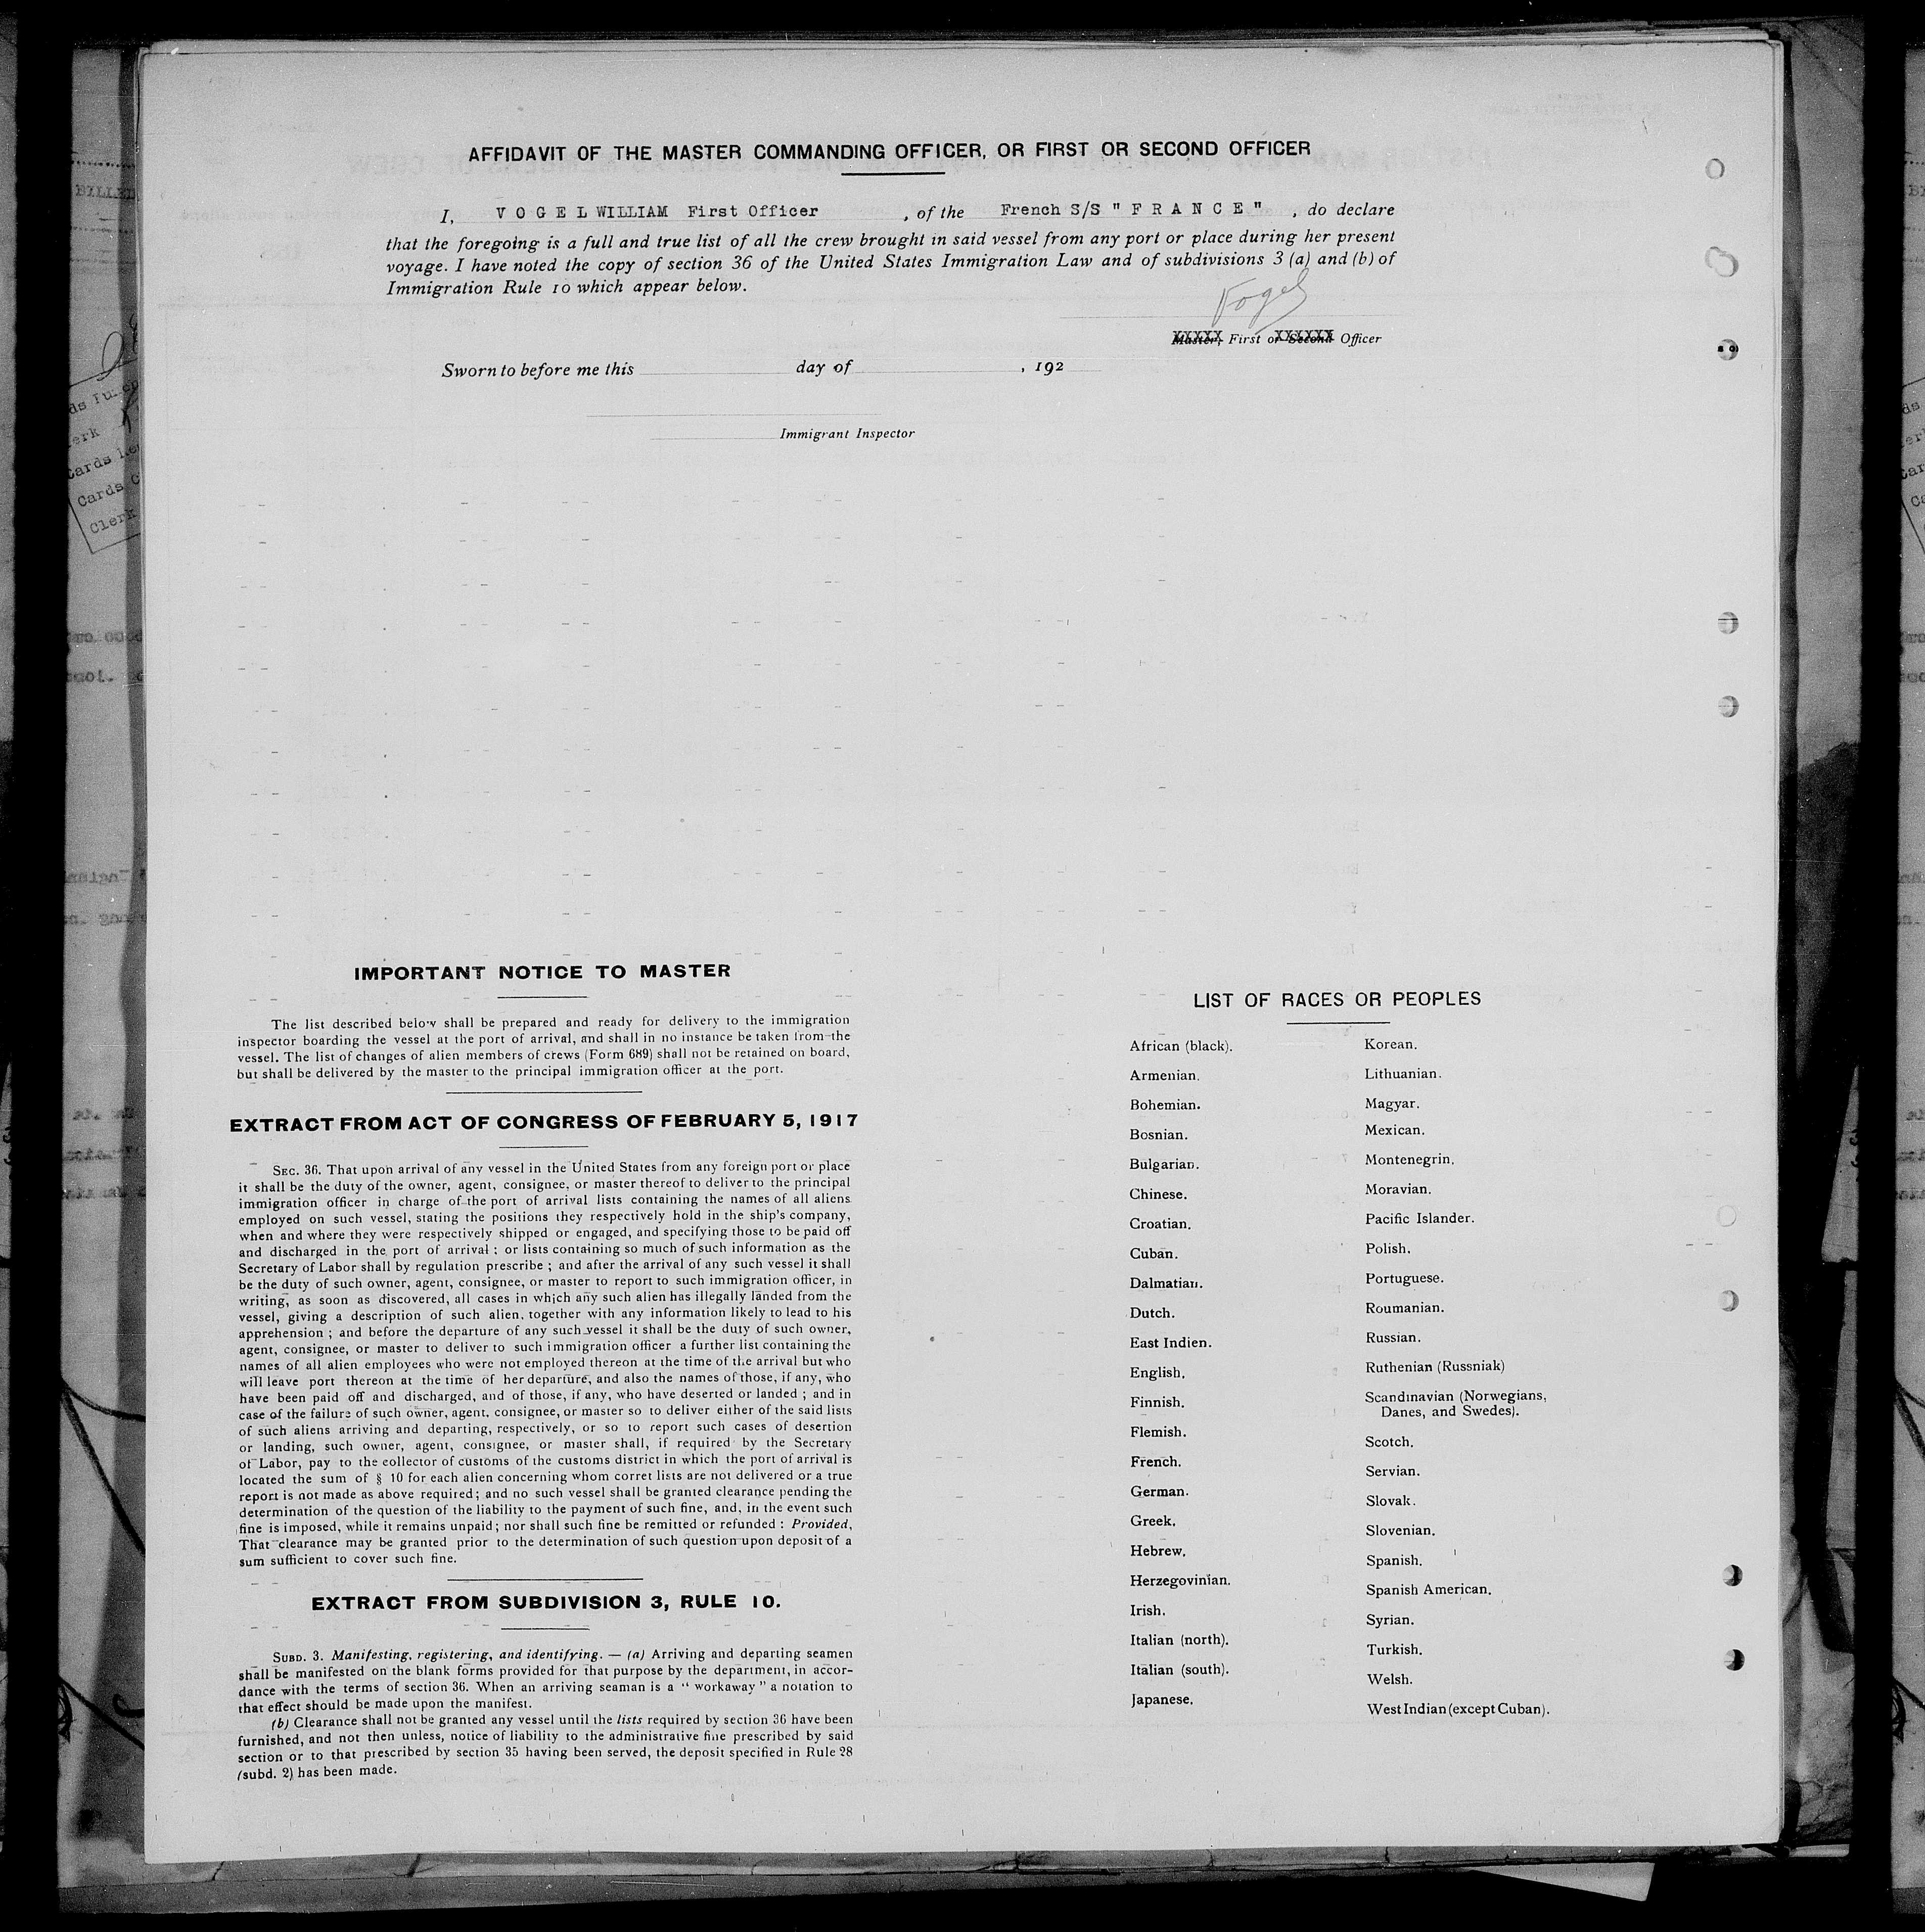 AFFIDAVIT OF THE MASTER COMMANDING OFFICER, OR FIRST OR SECOND OFFICER
I, VOGEL WILLIAM First Officer , of the French S/S "FRANCE" , do declare
that the foregoing is a full and true list of all the crew brought in said vessel from any port or place during her present
voyage. I have noted the copy of section 36 of the United States Immigration Law and of subdivisions 3 (a) and (b) of
Immigration Rule 10 which appear below.
Vogel
Master, First or Second Officer
Sworn to before me this day of , 192
Immigrant Inspector
IMPORTANT NOTICE TO MASTER
The list described below shall be prepared and ready for delivery to the immigration
inspector boarding the vessel at the port of arrival, and shall in no instance be taken from the
vessel. The list of changes of alien members of crews (Form 689) shall not be retained on board,
but shall be delivered by the master to the principal immigration officer at the port.
EXTRACT FROM ACT OF CONGRESS OF FEBRUARY 5, 1917
SEC. 36. That upon arrival of any vessel in the United States from any foreign port or place
it shall be the duty of the owner, agent, consignee, or master thereof to deliver to the principal
immigration officer in charge of the port of arrival lists containing the names of all aliens
employed on such vessel, stating the positions they respectively hold in the ship's company,
when and where they were respectively shipped or engaged, and specifying those to be paid off
and discharged in the port of arrival; or lists containing so much of such information as the
Secretary of Labor shall by regulation prescribe; and after the arrival of any such vessel it shall
be the duty of such owner, agent, consignee, or master to report to such immigration officer, in
writing, as soon as discovered, all cases in which any such alien has illegally landed from the
vessel, giving a description of such alien, together with any information likely to lead to his
apprehension; and before the departure of any such vessel it shall be the duty of such owner,
agent, consignee, or master to deliver to such immigration officer a further list containing the
names of all alien employees who were not employed thereon at the time of the arrival but who
will leave port thereon at the time of her departure, and also the names of those, if any, who
have been paid off and discharged, and of those, if any, who have deserted or landed; and in
case of the failure of such owner, agent, consignee, or master so to deliver either of the said lists
of such aliens arriving and departing, respectively, or so to report such cases of desertion
or landing, such owner, agent, consignee, or master shall, if required by the Secretary
of Labor, pay to the collector of customs of the customs district in which the port of arrival is
located the sum of § 10 for each alien concerning whom corret lists are not delivered or a true
report is not made as above required; and no such vessel shall be granted clearance pending the
determination of the question of the liability to the payment of such fine, and, in the event such
fine is imposed, while it remains unpaid; nor shall such fine be remitted or refunded: Provided,
That clearance may be granted prior to the determination of such question upon deposit of a
sum sufficient to cover such fine.
EXTRACT FROM SUBDIVISION 3, RULE 10.
SUBD. 3. Manifesting, registering, and identifying. — (a) Arriving and departing seamen
shall be manifested on the blank forms provided for that purpose by the department, in accor-
dance with the terms of section 36. When an arriving seaman is a "workaway" a notation to
that effect should be made upon the manifest.
(b) Clearance shall not be granted any vessel until the lists required by section 36 have been
furnished, and not then unless, notice of liability to the administrative fine prescribed by said
section or to that prescribed by section 35 having been served, the deposit specified in Rule 28
(subd. 2) has been made.
LIST OF RACES OR PEOPLES
African (black).
Armenian.
Bohemian.
Bosnian.
Bulgarian.
Chinese.
Croatian.
Cuban.
Dalmatian.
Dutch.
East Indien.
English.
Finnish.
Flemish.
French.
German.
Greek.
Hebrew.
Herzegovinian.
Irish.
Italian (north).
Italian (south).
Japanese.
Korean.
Lithuanian.
Magyar.
Mexican.
Montenegrin.
Moravian.
Pacific Islander.
Polish.
Portuguese.
Roumanian.
Russian.
Ruthenian (Russniak)
Scandinavian (Norwegians,
Danes, and Swedes).
Scotch.
Servian.
Slovak.
Slovenian.
Spanish.
Spanish American.
Syrian.
Turkish.
Welsh.
West Indian (except Cuban).